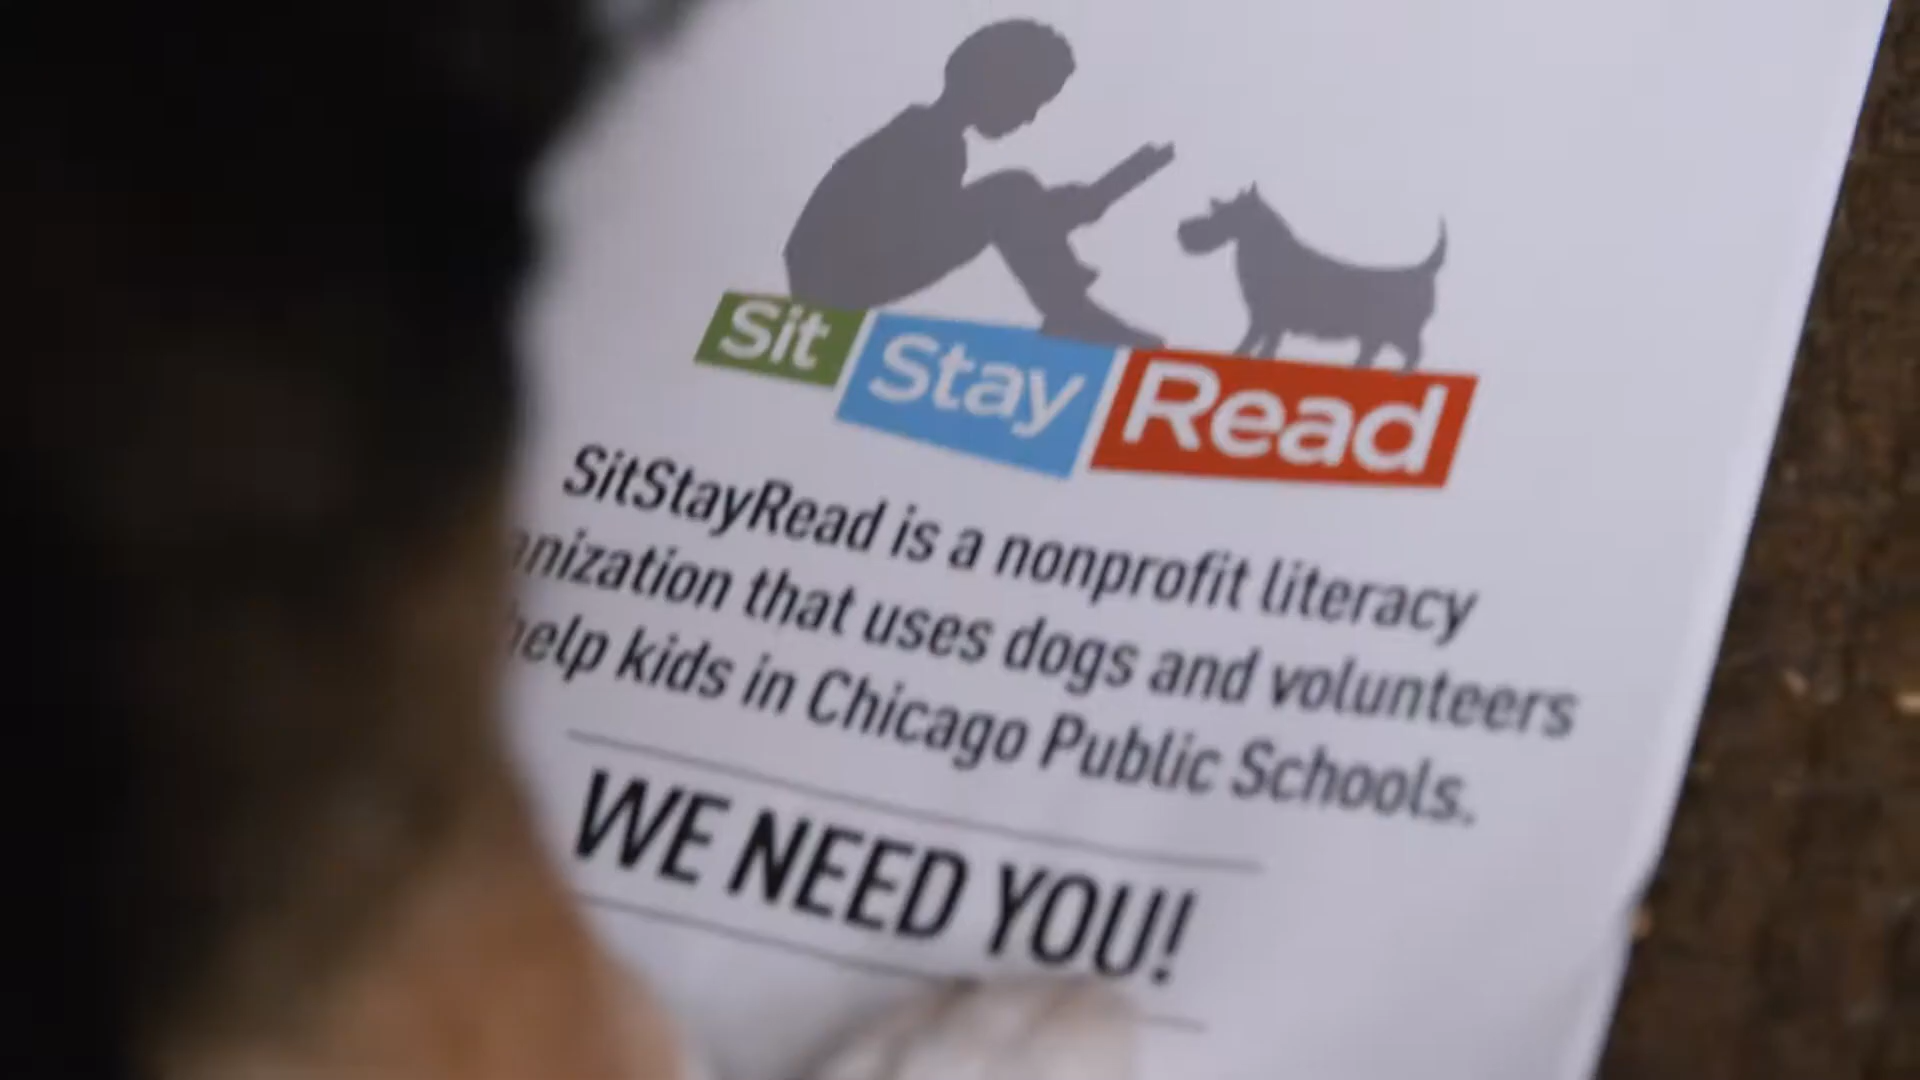 Sit Stay Read
SitStayRead is a nonprofit literacy
anization that uses dogs and volunteers
help kids in Chicago Public Schools.
WE NEED YOU!